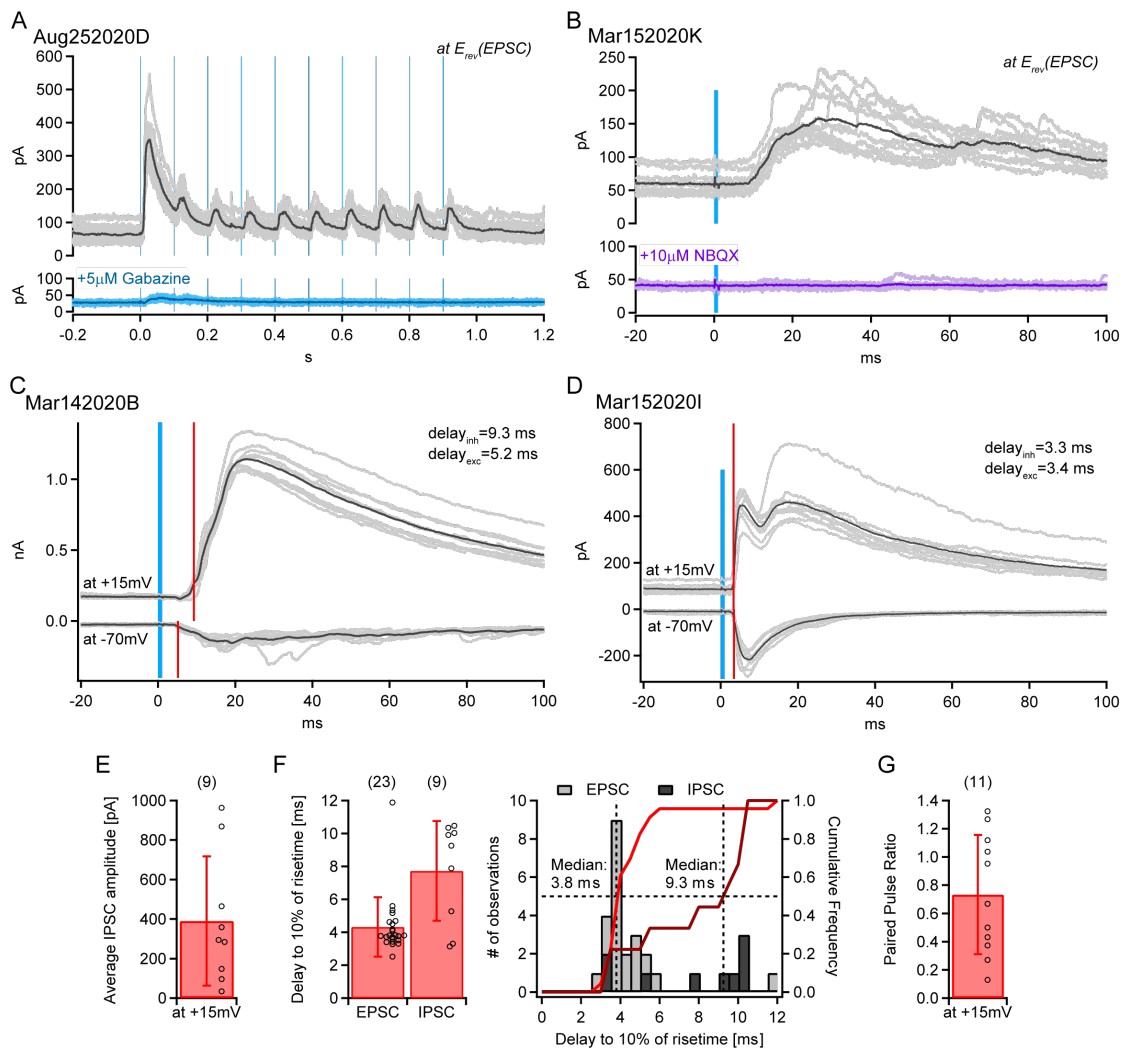 A
Aug252020D
at Erev(EPSC)
600
500
400
300
200
100
0
pA
+5µM Gabazine
100
50
0
pA
-0.2 0.0 0.2 0.4 0.6 0.8 1.0 1.2
s
B
Mar152020K
at Erev(EPSC)
250
200
150
100
50
0
pA
+10µM NBQX
100
50
0
pA
-20 0 20 40 60 80 100
ms
C
Mar142020B
delayinh=9.3 ms
delayexc=5.2 ms
1.0
0.5
0.0
nA
at +15mV
at -70mV
-20 0 20 40 60 80 100
ms
D
Mar152020I
delayinh=3.3 ms
delayexc=3.4 ms
800
600
400
200
0
-200
pA
at +15mV
at -70mV
-20 0 20 40 60 80 100
ms
E
(9)
Average IPSC amplitude [pA]
1000
800
600
400
200
0
at +15mV
F
(23) (9)
Delay to 10% of risetime [ms]
12
10
8
6
4
2
0
EPSC IPSC
EPSC IPSC
# of observations
10
8
6
4
2
0
Median:
3.8 ms
Median:
9.3 ms
1.0
0.8
0.6
0.4
0.2
0.0
Cumulative Frequency
0 2 4 6 8 10 12
Delay to 10% of risetime [ms]
G
(11)
Paired Pulse Ratio
1.4
1.2
1.0
0.8
0.6
0.4
0.2
0.0
at +15mV